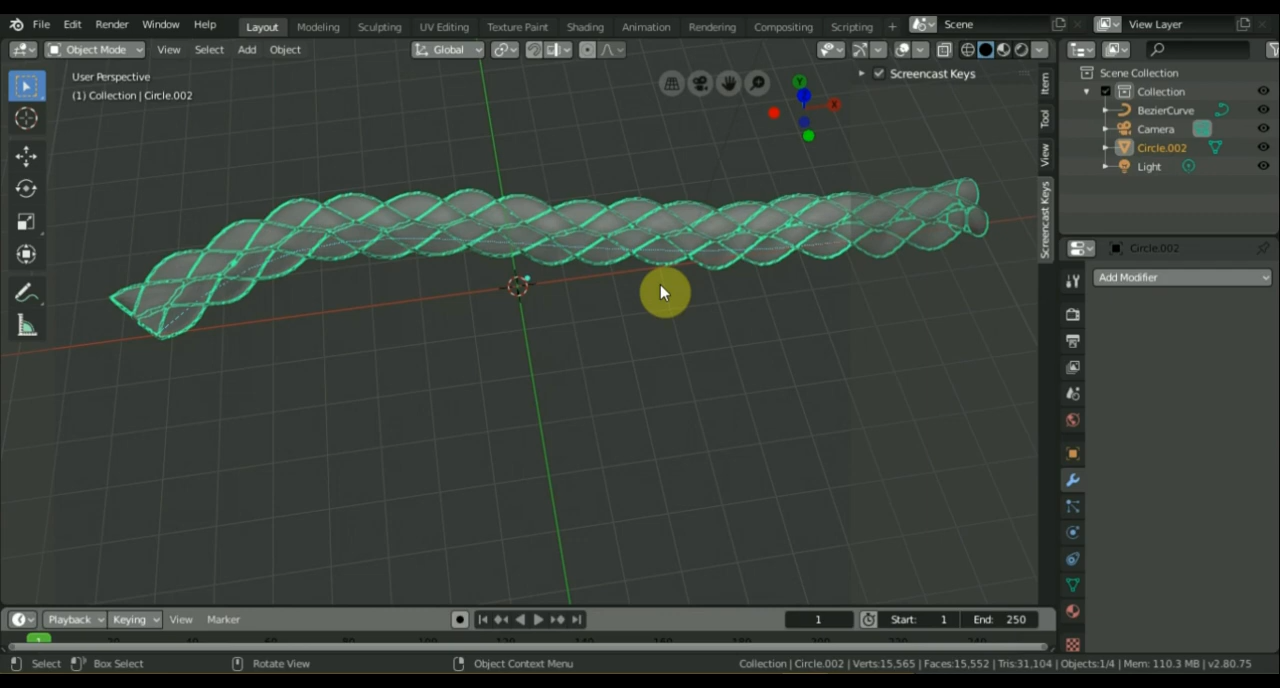 File Edit Render Window Help Layout Modeling Sculpting UV Editing Texture Paint Shading Animation Rendering Compositing Scripting + Scene View Layer
Object Mode View Select Add Object Global
User Perspective
(1) Collection | Circle.002
Screencast Keys
Y
X
Item
Tool
View
Screencast Keys
Scene Collection
Collection
BezierCurve
Camera
Circle.002
Light
Circle.002
Add Modifier
Playback Keying View Marker 1 Start: 1 End: 250
1
Select Box Select Rotate View Object Context Menu Collection | Circle.002 | Verts:15,565 | Faces:15,552 | Tris:31,104 | Objects:1/4 | Mem: 110.3 MB | v2.80.75